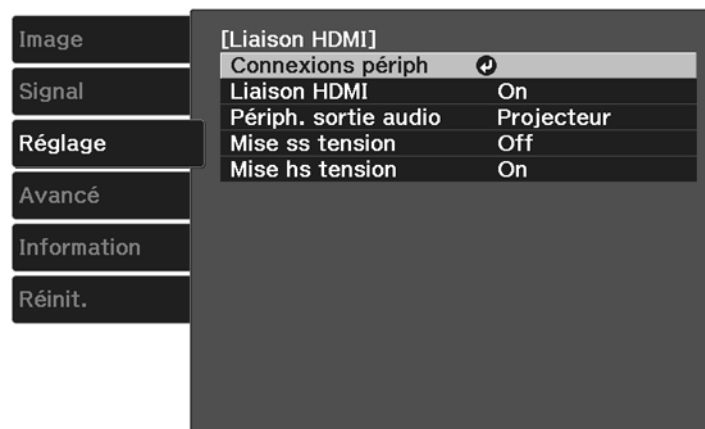 Image
Signal
Réglage
Avancé
Information
Réinit.
[Liaison HDMI]
Connexions périph
Liaison HDMI On
Périph. sortie audio Projecteur
Mise ss tension Off
Mise hs tension On